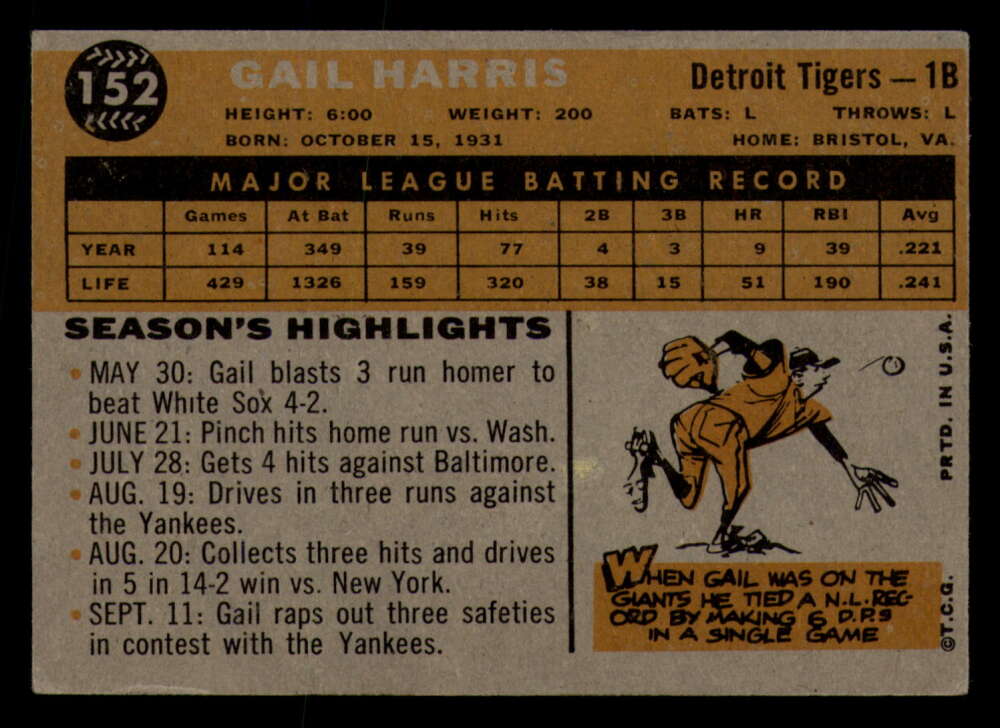 152
GAIL HARRIS
Detroit Tigers — 1B
HEIGHT: 6:00 WEIGHT: 200 BATS: L THROWS: L
BORN: OCTOBER 15, 1931 HOME: BRISTOL, VA.
MAJOR LEAGUE BATTING RECORD
Games At Bat Runs Hits 2B 3B HR RBI Avg
YEAR 114 349 39 77 4 3 9 39 .221
LIFE 429 1326 159 320 38 15 51 190 .241
SEASON'S HIGHLIGHTS
• MAY 30: Gail blasts 3 run homer to
beat White Sox 4-2.
• JUNE 21: Pinch hits home run vs. Wash.
• JULY 28: Gets 4 hits against Baltimore.
• AUG. 19: Drives in three runs against
the Yankees.
• AUG. 20: Collects three hits and drives
in 5 in 14-2 win vs. New York.
• SEPT. 11: Gail raps out three safeties
in contest with the Yankees.
WHEN GAIL WAS ON THE
GIANTS HE TIED A N.L. REC-
ORD BY MAKING 6 D.P.S
IN A SINGLE GAME
©T.C.G. PRTD. IN U.S.A.